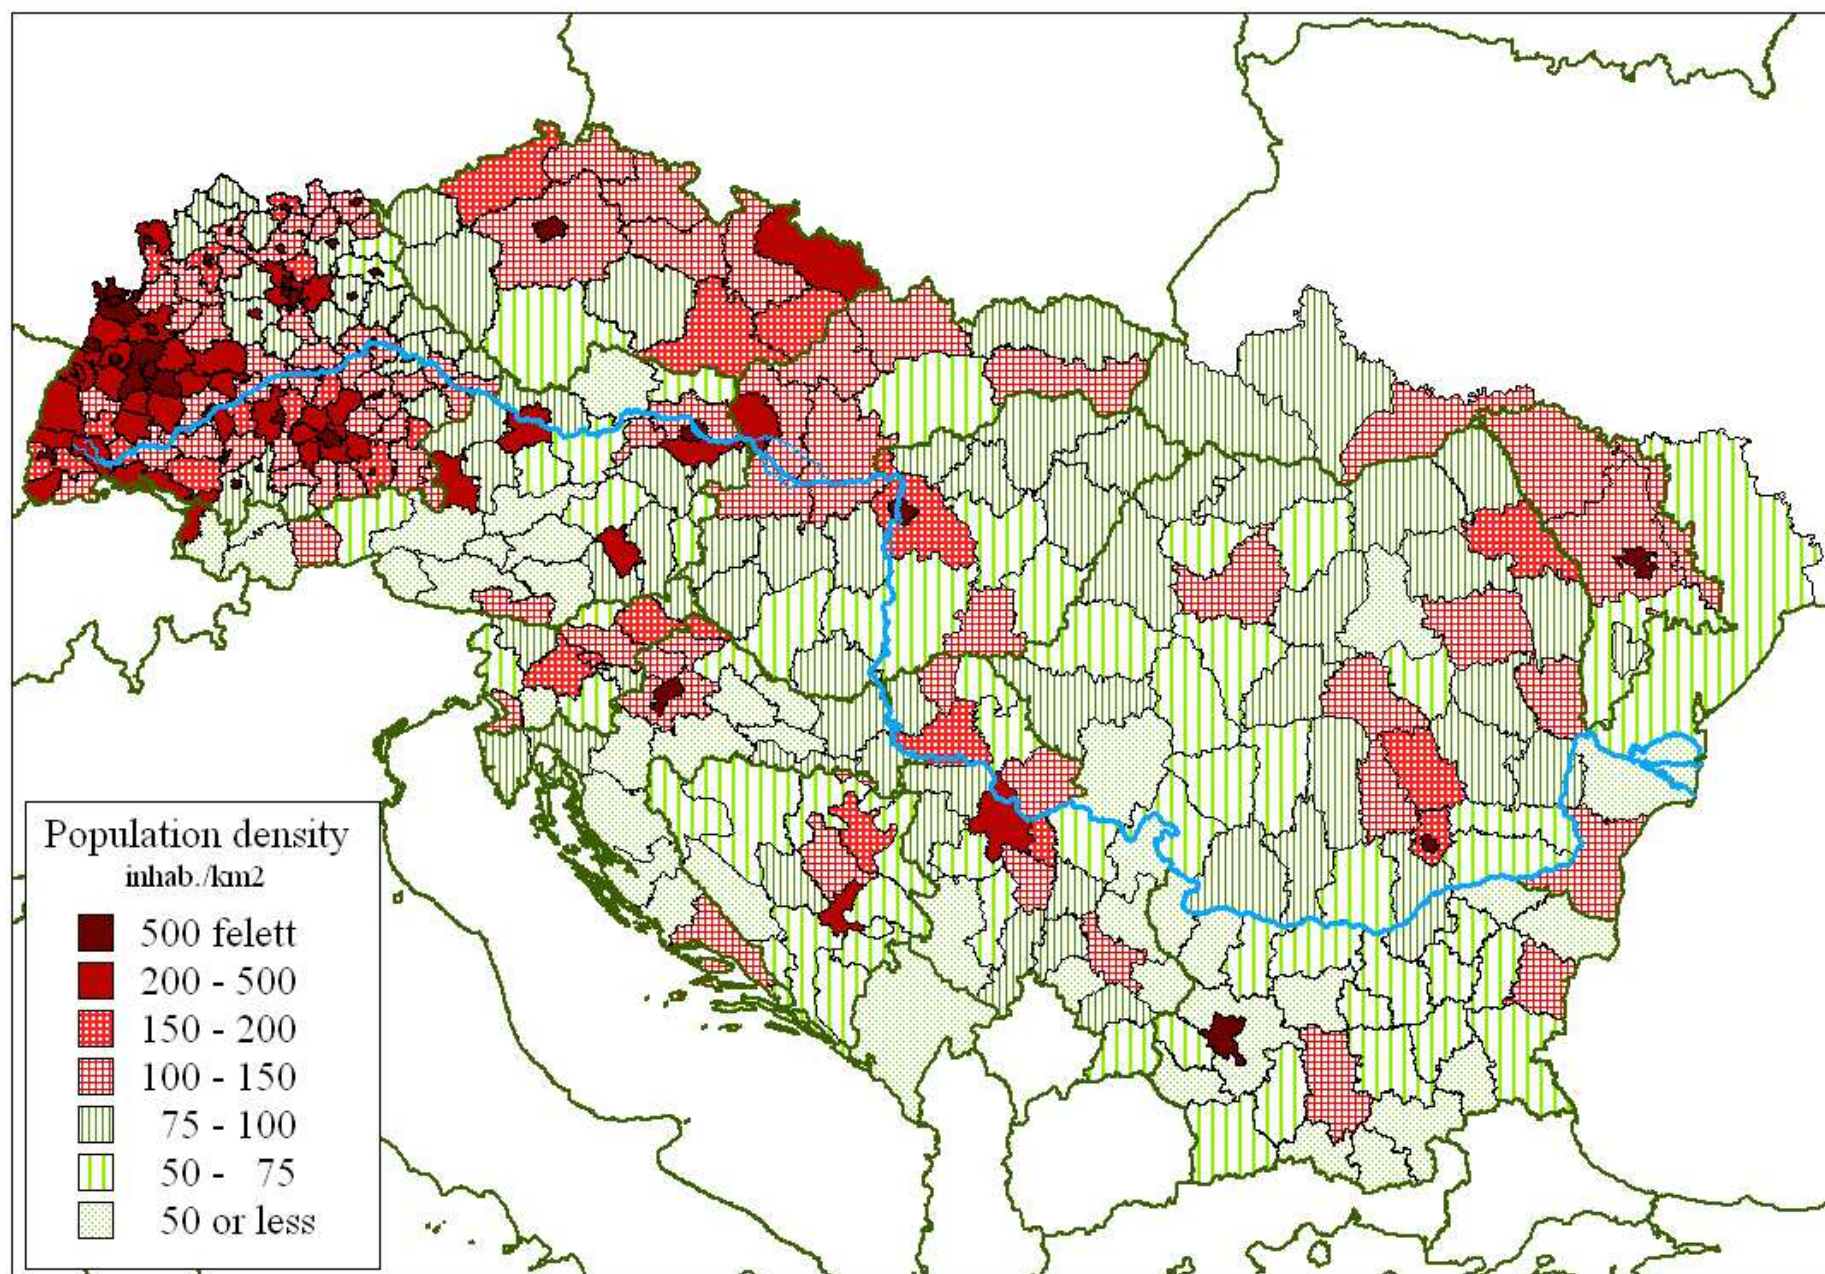 Population density
inhab./km2
500 felett
200 - 500
150 - 200
100 - 150
75 - 100
50 - 75
50 or less